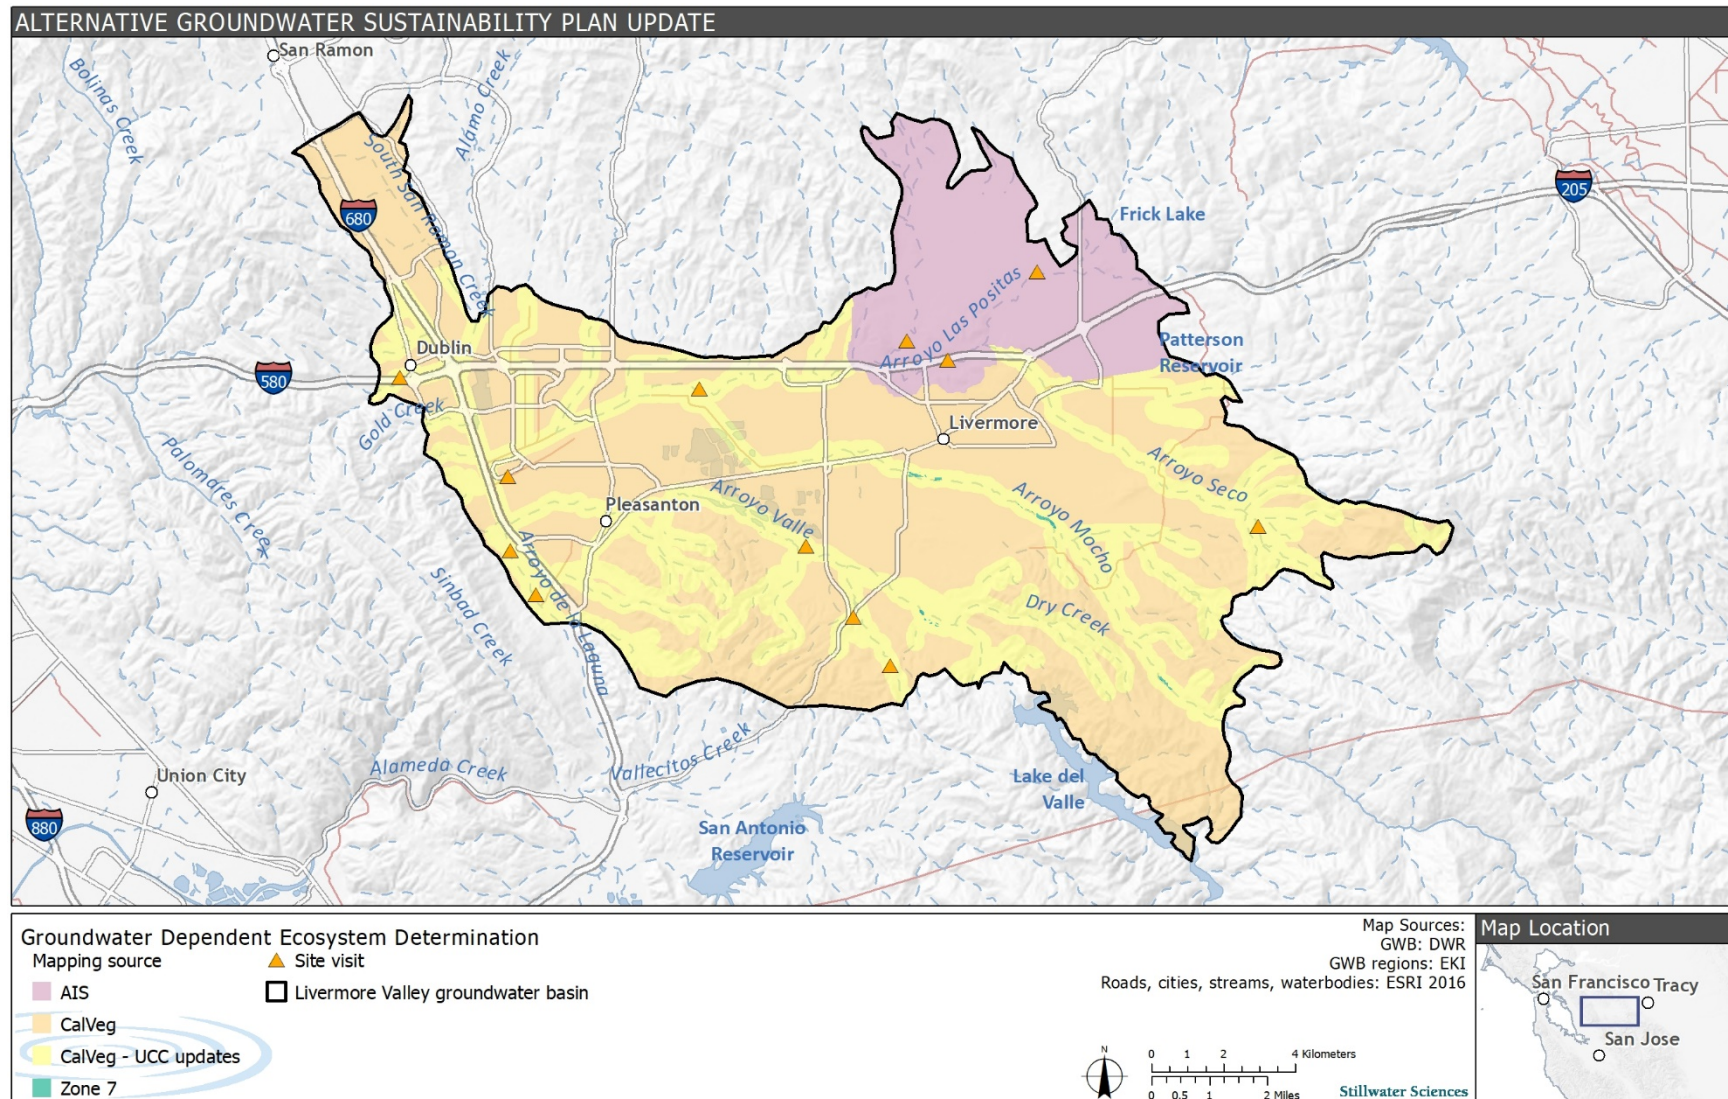 ALTERNATIVE GROUNDWATER SUSTAINABILITY PLAN UPDATE
San Ramon
Bolinas Creek
Alamo Creek
South San Ramon Creek
680
205
Frick Lake
Arroyo Las Positas
Patterson
Reservoir
Dublin
580
Gold Creek
Livermore
Palomares Creek
Arroyo Seco
Arroyo Mocho
Arroyo Valle
Pleasanton
Arroyo de la Laguna
Sinbad Creek
Dry Creek
Vallecitos Creek
Alameda Creek
Union City
Lake del
Valle
880
San Antonio
Reservoir
Groundwater Dependent Ecosystem Determination
Mapping source
AIS
CalVeg
CalVeg - UCC updates
Zone 7
Site visit
Livermore Valley groundwater basin
Map Sources:
GWB: DWR
GWB regions: EKI
Roads, cities, streams, waterbodies: ESRI 2016
N
0 1 2 4 Kilometers
0 0.5 1 2 Miles
Stillwater Sciences
Map Location
San Francisco
Tracy
San Jose